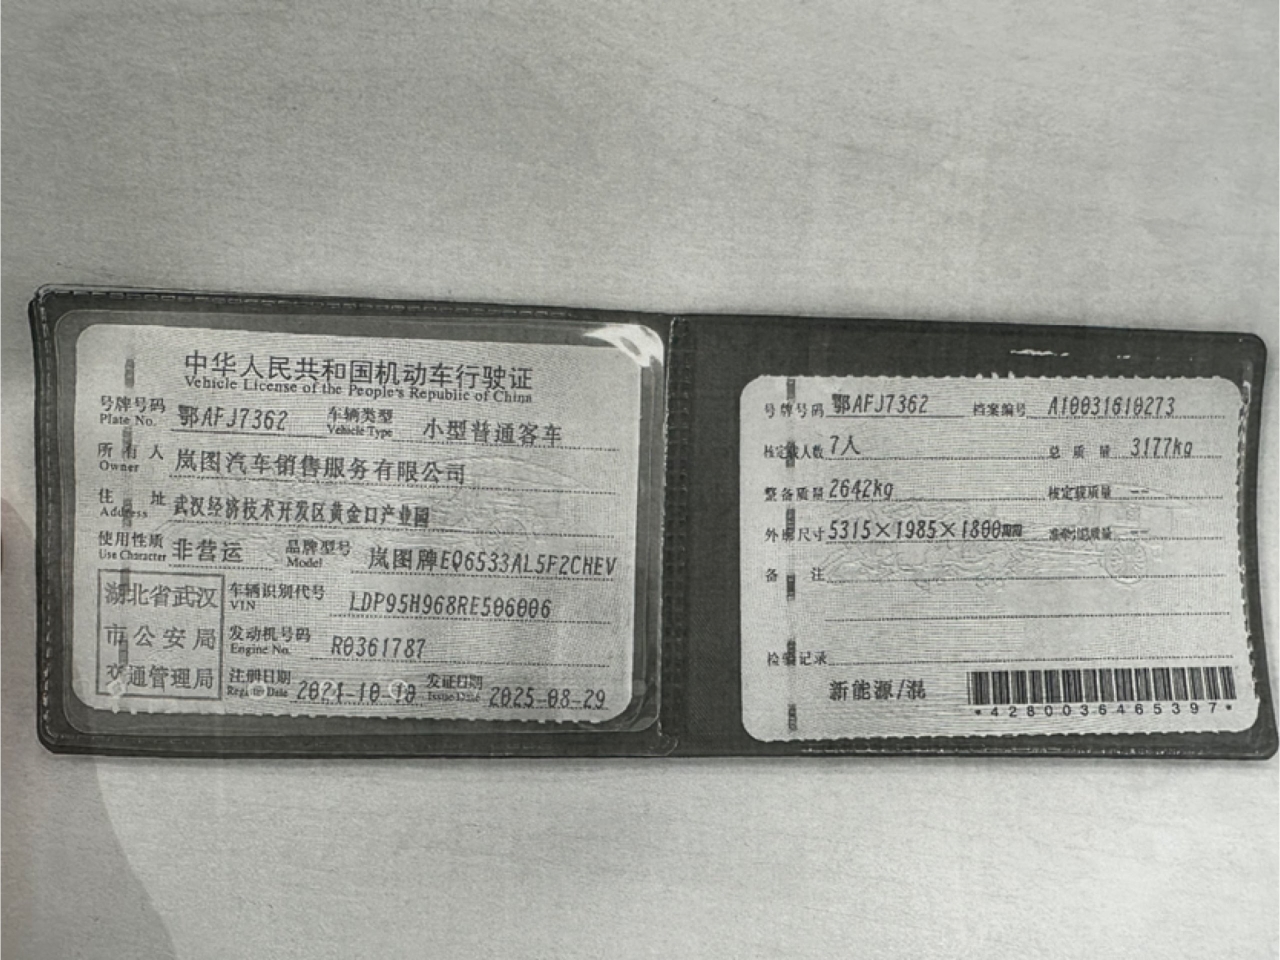 中华人民共和国机动车行驶证
Vehicle License of the People's Republic of China
号牌号码 鄂AFJ7362 车辆类型 小型普通客车
Plate No. Vehicle Type
所有人 岚图汽车销售服务有限公司
Owner
住址 武汉经济技术开发区黄金口产业园
Address
使用性质 非营运 品牌型号 岚图牌EQ6533AL5F2CHEV
Use Character Model
湖北省武汉
市公安局
交通管理局
车辆识别代号 LDP95H968RE506006
VIN
发动机号码 R0361787
Engine No.
注册日期 2024-10-10 发证日期 2025-08-29
Register Date Issue Date
号牌号码 鄂AFJ7362 档案编号 A10031610273
核定载人数 7人 总质量 3177kg
整备质量 2642kg 核定载质量 --
外廓尺寸 5315×1985×1800mm 准牵引总质量 --
备注
检验记录
新能源/混
*4280036465397*